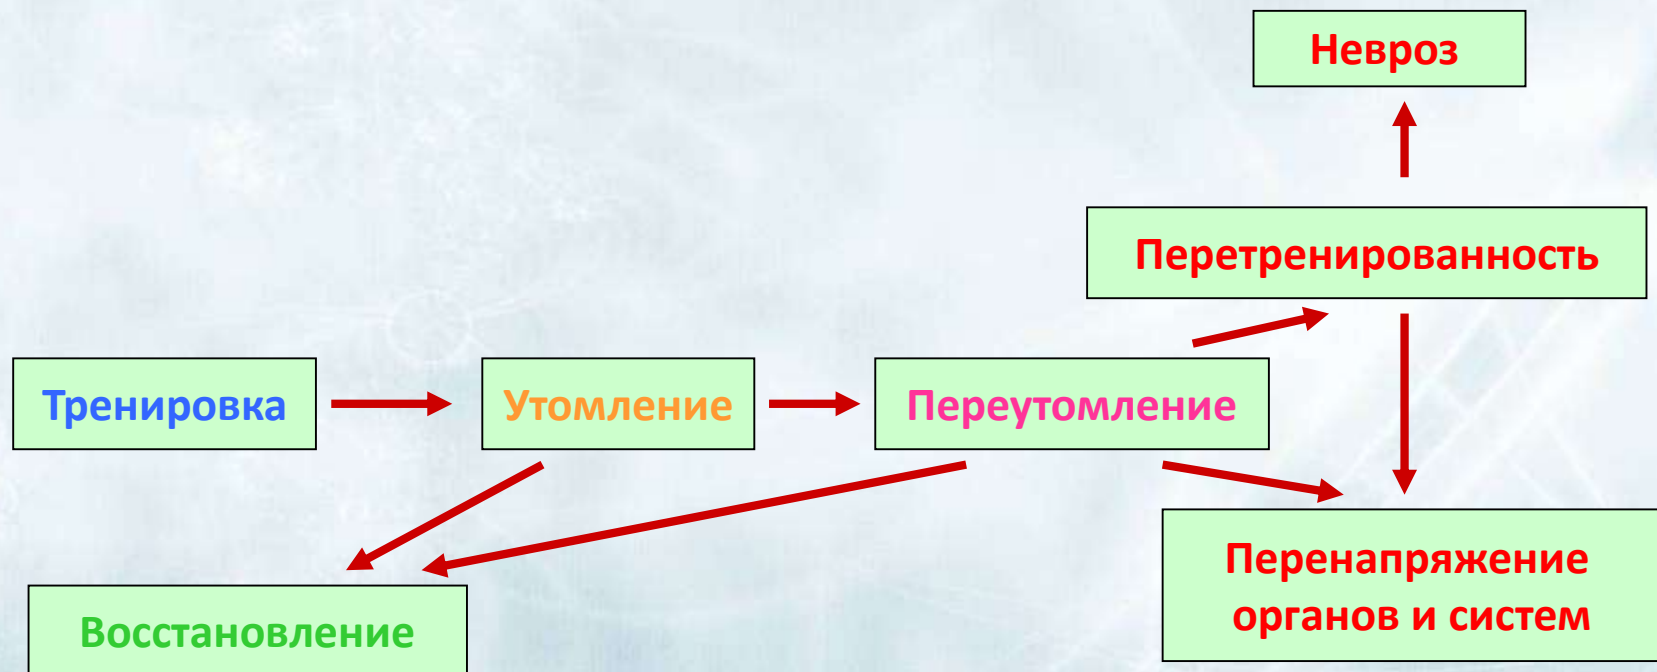 Невроз
Перетренированность
Тренировка
Утомление
Переутомление
Перенапряжение
органов и систем
Восстановление